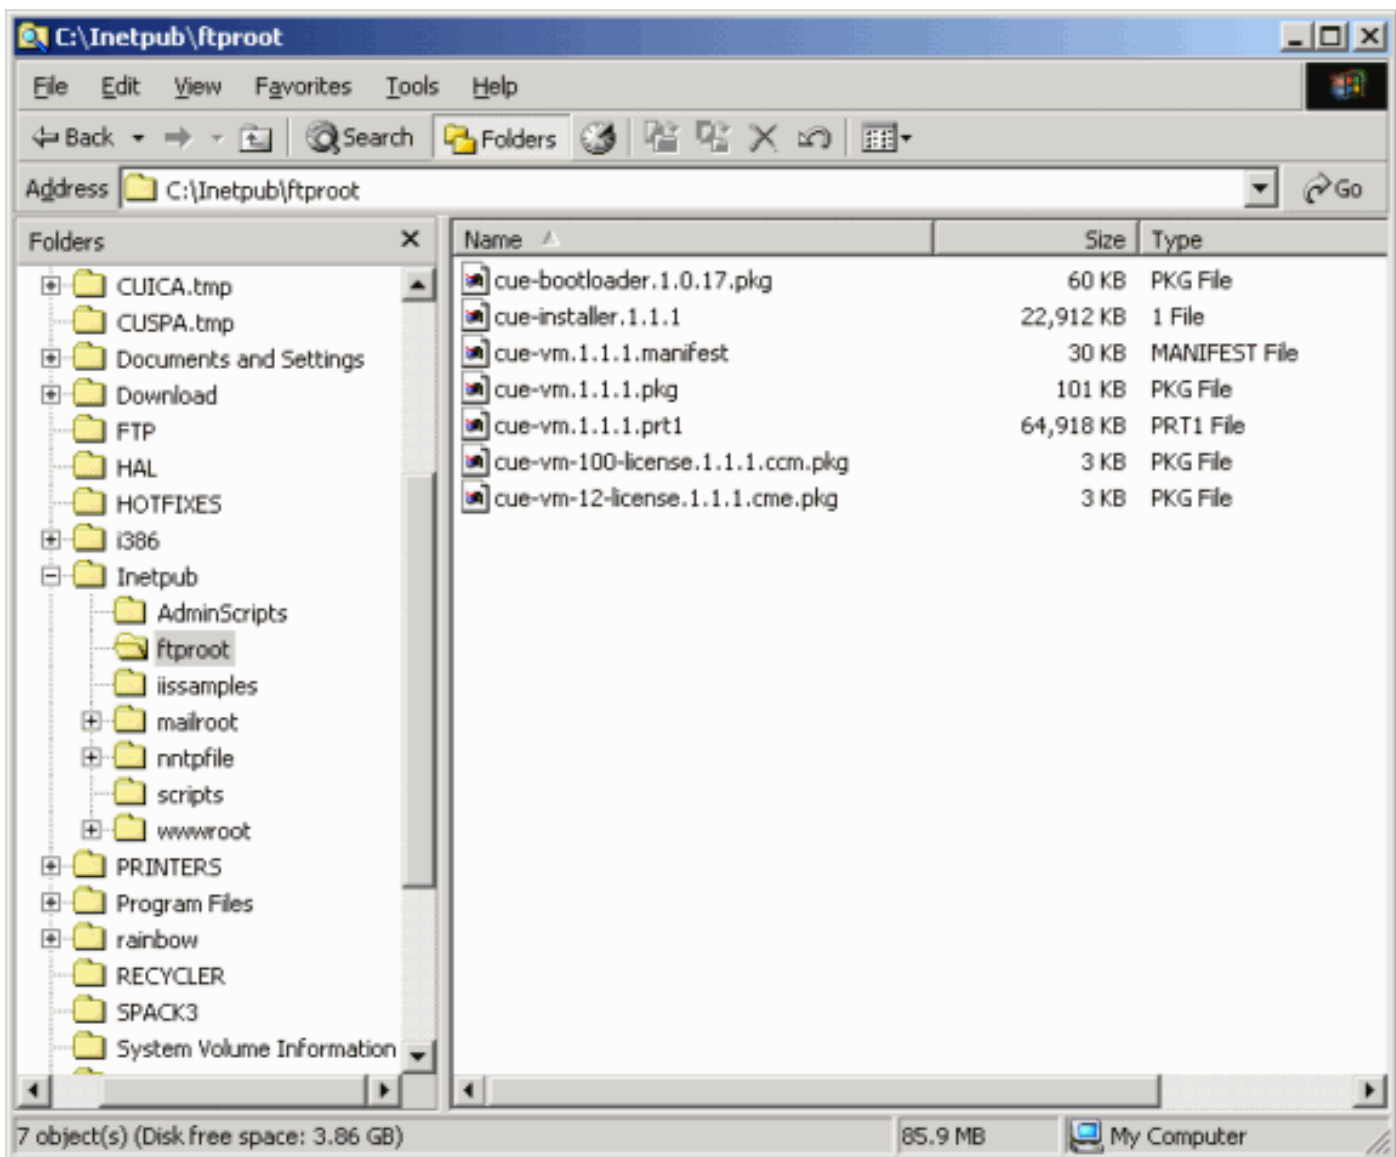 C:\Inetpub\ftproot
File Edit View Favorites Tools Help
Back Search Folders
Address C:\Inetpub\ftproot Go
Folders
CUICA.tmp
CUSPA.tmp
Documents and Settings
Download
FTP
HAL
HOTFIXES
i386
Inetpub
AdminScripts
ftproot
iissamples
mailroot
nntpfile
scripts
wwwroot
PRINTERS
Program Files
rainbow
RECYCLER
SPACK3
System Volume Information
Name Size Type
cue-bootloader.1.0.17.pkg 60 KB PKG File
cue-installer.1.1.1 22,912 KB 1 File
cue-vm.1.1.1.manifest 30 KB MANIFEST File
cue-vm.1.1.1.pkg 101 KB PKG File
cue-vm.1.1.1.prt1 64,918 KB PRT1 File
cue-vm-100-license.1.1.1.ccm.pkg 3 KB PKG File
cue-vm-12-license.1.1.1.cme.pkg 3 KB PKG File
7 object(s) (Disk free space: 3.86 GB) 85.9 MB My Computer